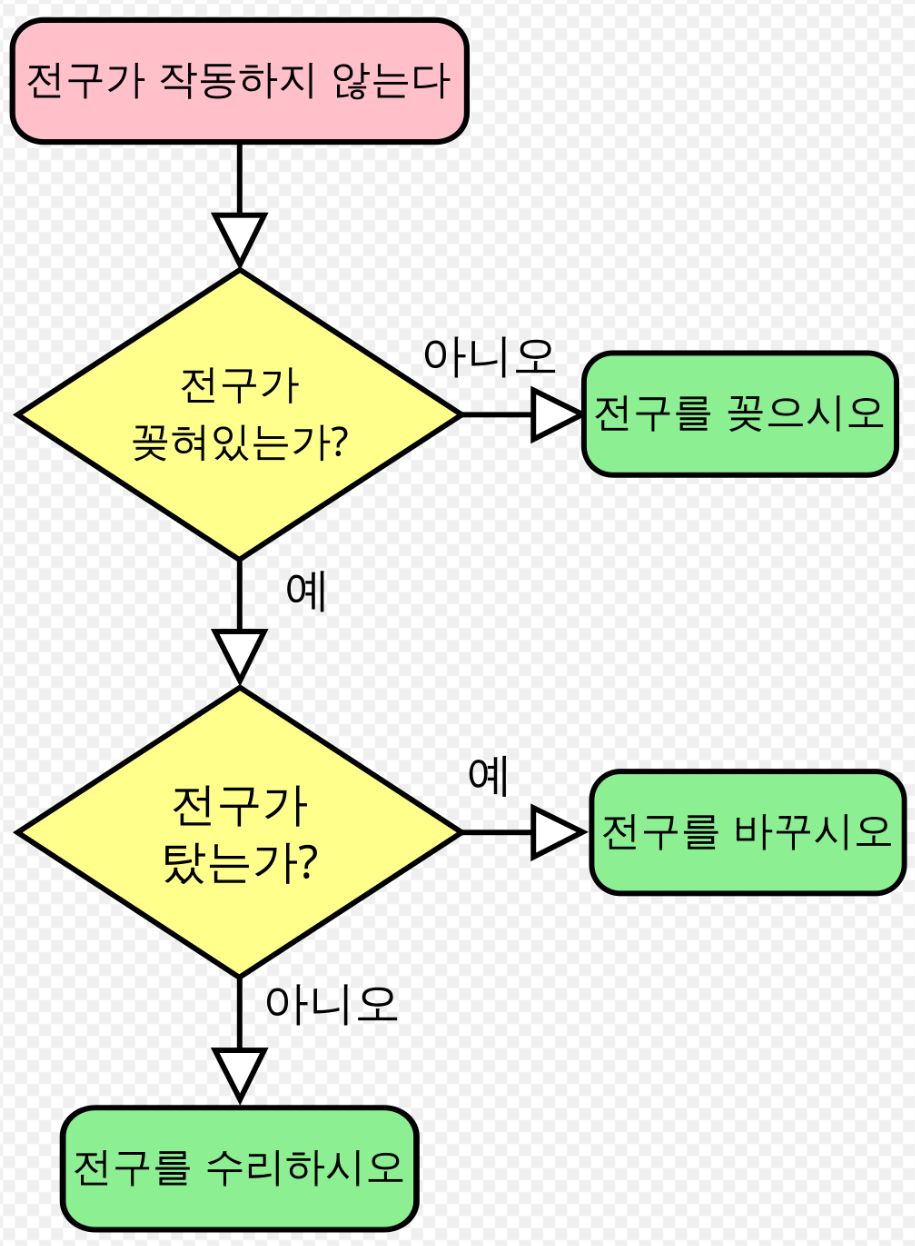 전구가 작동하지 않는다
전구가
꽂혀있는가?
아니오
전구를 꽂으시오
예
전구가
탔는가?
예
전구를 바꾸시오
아니오
전구를 수리하시오